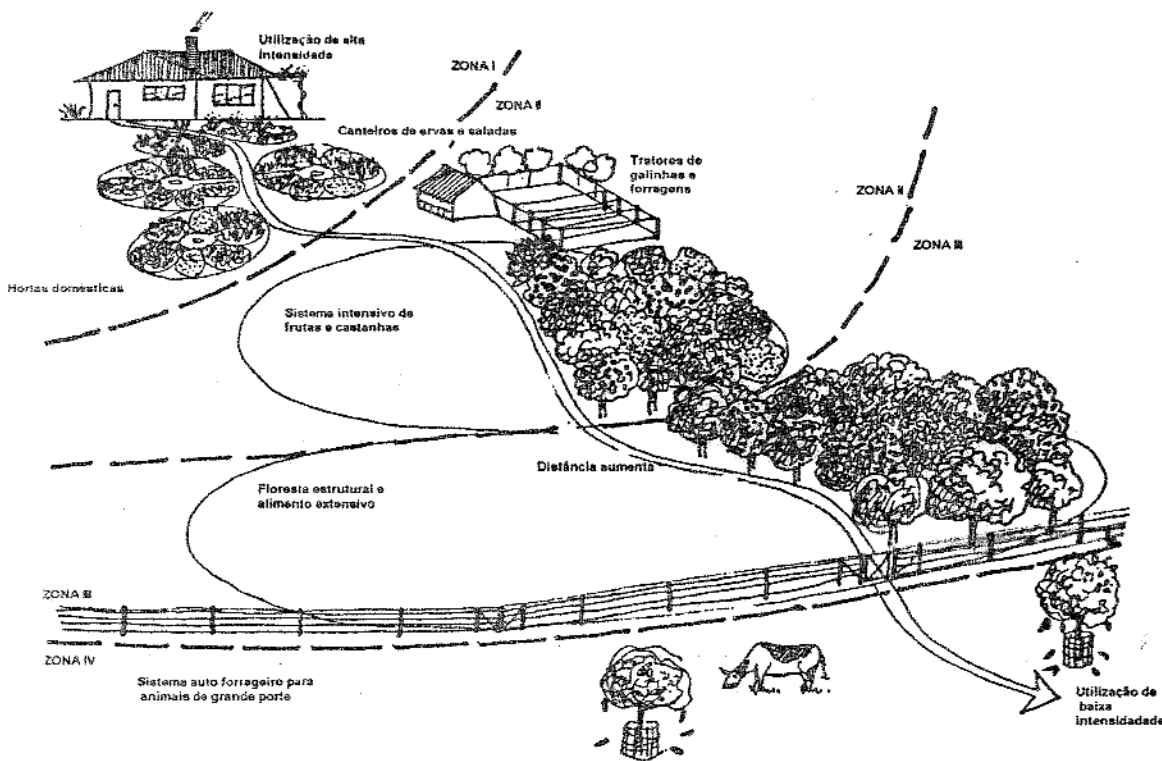 Utilização de alta
intensidade
ZONA I
ZONA II
Canteiros de ervas e saladas
Tratores de
galinhas e
forragens
ZONA II
ZONA III
Hortas domésticas
Sistema intensivo de
frutas e castanhas
Distância aumenta
Floresta estrutural e
alimento extensivo
ZONA III
ZONA IV
Sistema auto forrageiro para
animais de grande porte
Utilização de
baixa
intensidadade